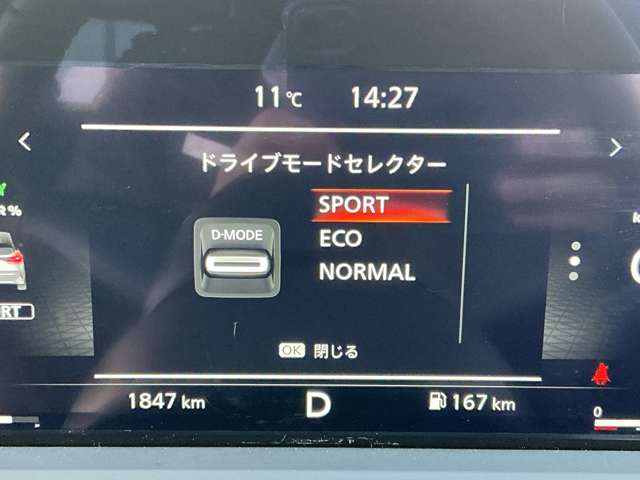 11℃ 14:27
ドライブモードセレクター
SPORT
D-MODE
ECO
NORMAL
OK 閉じる
1847 km D 167 km
0